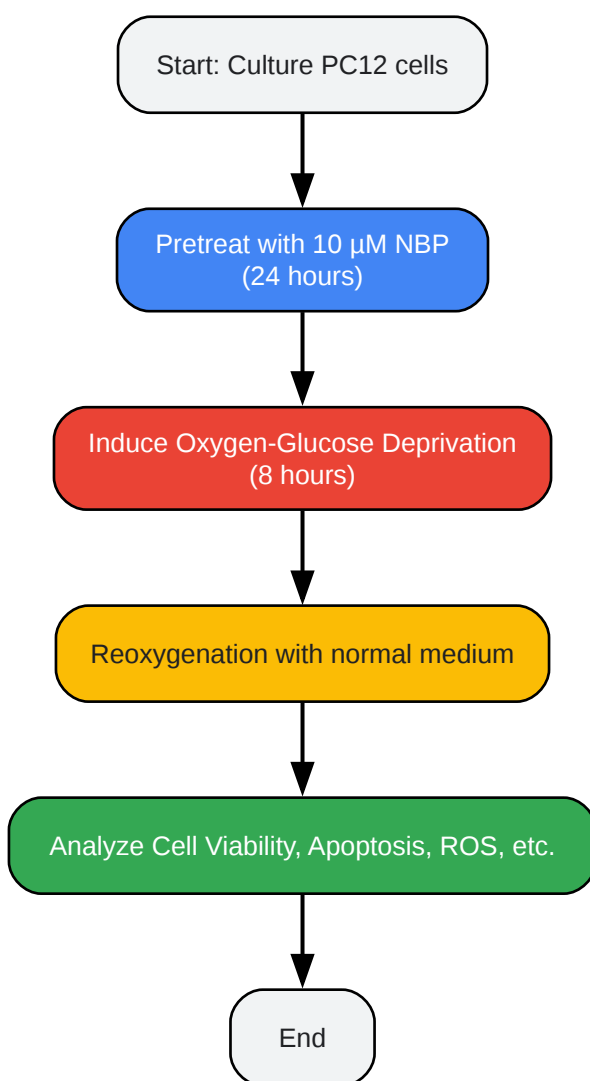 Start: Culture PC12 cells
Pretreat with 10 µM NBP
(24 hours)
Induce Oxygen-Glucose Deprivation
(8 hours)
Reoxygenation with normal medium
Analyze Cell Viability, Apoptosis, ROS, etc.
End